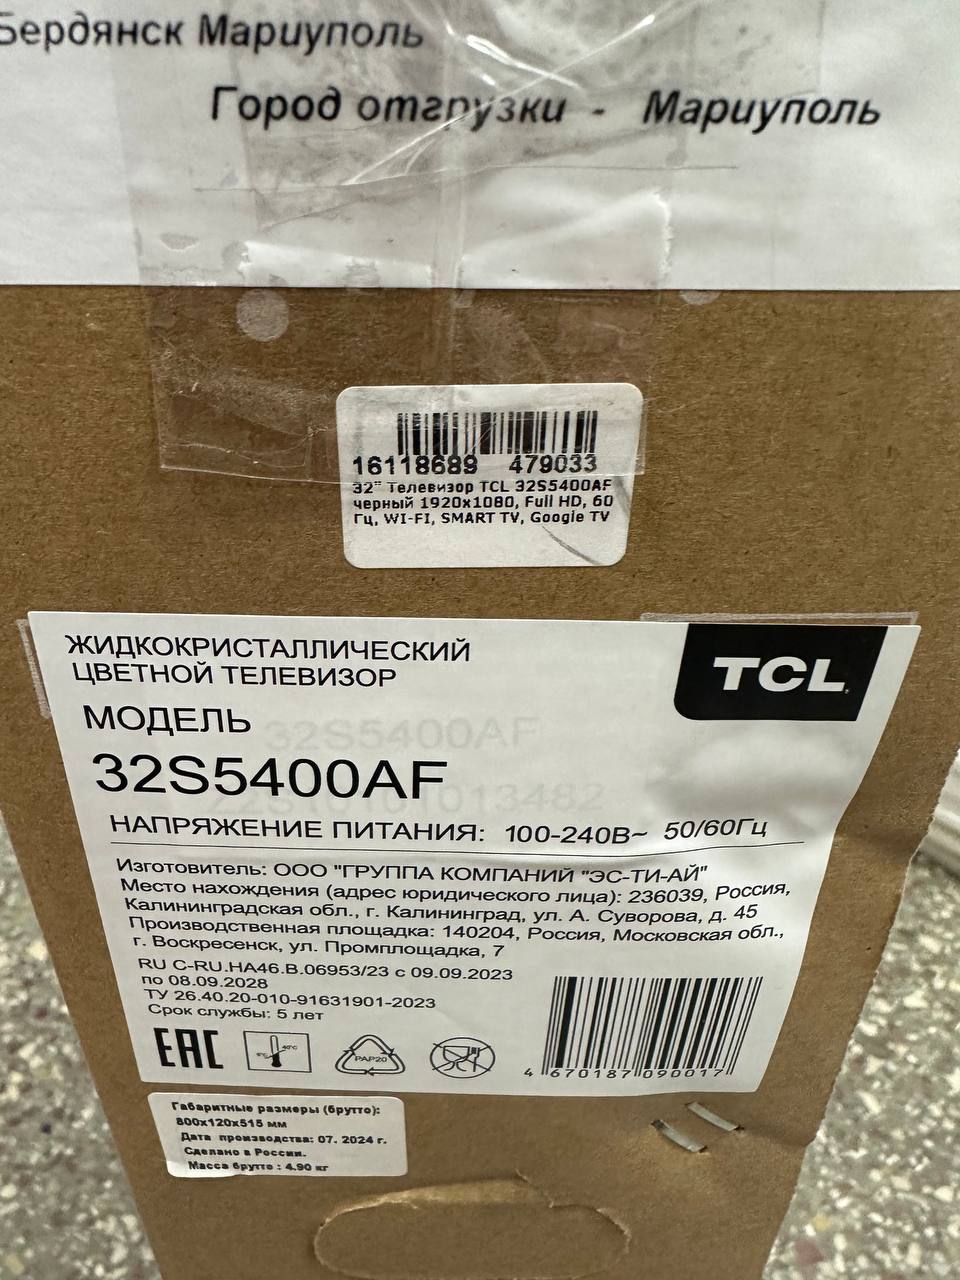 Бердянск Мариуполь
Город отгрузки - Мариуполь
16118689 479033
32" Телевизор TCL 32S5400AF
черный 1920x1080, Full HD, 60
Гц, WI-FI, SMART TV, Google TV
ЖИДКОКРИСТАЛЛИЧЕСКИЙ
ЦВЕТНОЙ ТЕЛЕВИЗОР
TCL
МОДЕЛЬ
32S5400AF
32S5400AF
НАПРЯЖЕНИЕ ПИТАНИЯ: 100-240В~ 50/60Гц
Изготовитель: ООО "ГРУППА КОМПАНИЙ "ЭС-ТИ-АЙ"
Место нахождения (адрес юридического лица): 236039, Россия,
Калининградская обл., г. Калининград, ул. А. Суворова, д. 45
Производственная площадка: 140204, Россия, Московская обл.,
г. Воскресенск, ул. Промплощадка, 7
RU C-RU.HA46.B.06953/23 с 09.09.2023
по 08.09.2028
ТУ 26.40.20-010-91631901-2023
Срок службы: 5 лет
EAC
40°C
PAP20
4 670187 090017
Габаритные размеры (брутто):
800x120x515 мм
Дата производства: 07. 2024 г.
Сделано в России.
Масса брутто : 4.90 кг